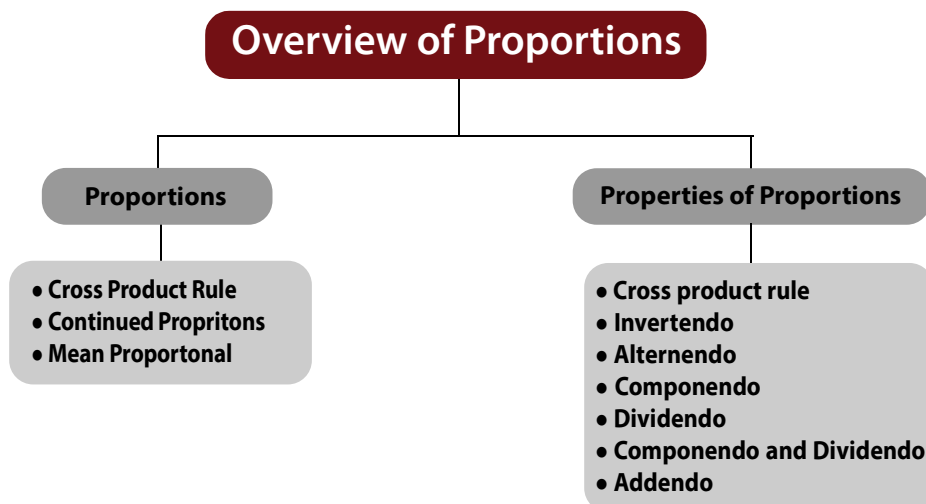 Overview of Proportions
Proportions
• Cross Product Rule
• Continued Propritons
• Mean Proportonal
Properties of Proportions
• Cross product rule
• Invertendo
• Alternendo
• Componendo
• Dividendo
• Componendo and Dividendo
• Addendo